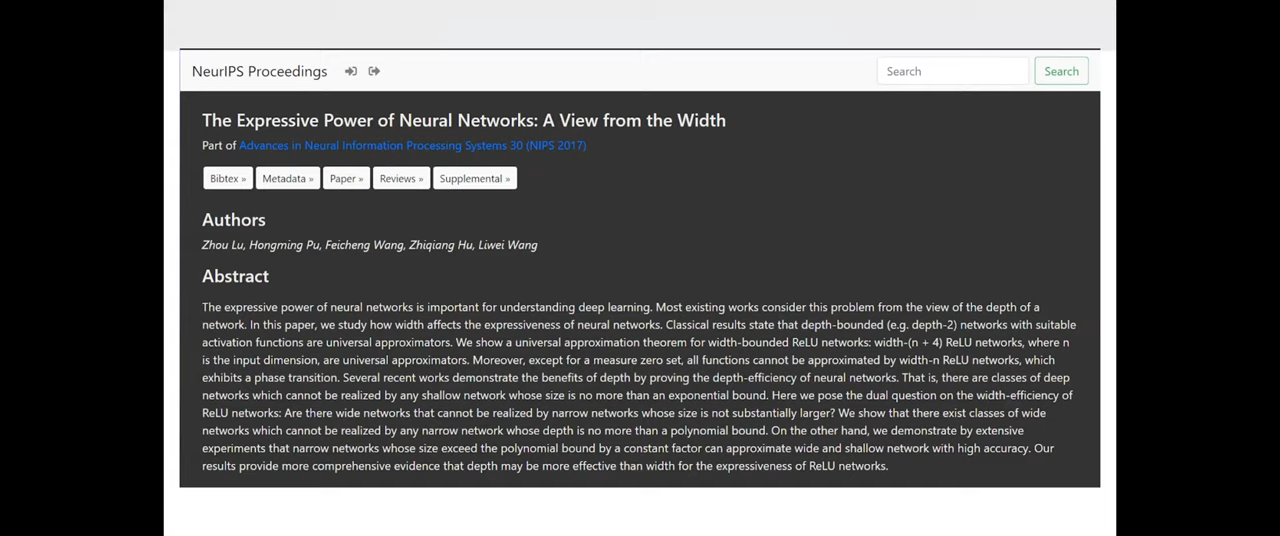 NeurIPS Proceedings
Search
Search
The Expressive Power of Neural Networks: A View from the Width
Part of Advances in Neural Information Processing Systems 30 (NIPS 2017)
Bibtex » Metadata » Paper » Reviews » Supplemental »
Authors
Zhou Lu, Hongming Pu, Feicheng Wang, Zhiqiang Hu, Liwei Wang
Abstract
The expressive power of neural networks is important for understanding deep learning. Most existing works consider this problem from the view of the depth of a
network. In this paper, we study how width affects the expressiveness of neural networks. Classical results state that depth-bounded (e.g. depth-2) networks with suitable
activation functions are universal approximators. We show a universal approximation theorem for width-bounded ReLU networks: width-(n + 4) ReLU networks, where n
is the input dimension, are universal approximators. Moreover, except for a measure zero set, all functions cannot be approximated by width-n ReLU networks, which
exhibits a phase transition. Several recent works demonstrate the benefits of depth by proving the depth-efficiency of neural networks. That is, there are classes of deep
networks which cannot be realized by any shallow network whose size is no more than an exponential bound. Here we pose the dual question on the width-efficiency of
ReLU networks: Are there wide networks that cannot be realized by narrow networks whose size is not substantially larger? We show that there exist classes of wide
networks which cannot be realized by any narrow network whose depth is no more than a polynomial bound. On the other hand, we demonstrate by extensive
experiments that narrow networks whose size exceed the polynomial bound by a constant factor can approximate wide and shallow network with high accuracy. Our
results provide more comprehensive evidence that depth may be more effective than width for the expressiveness of ReLU networks.